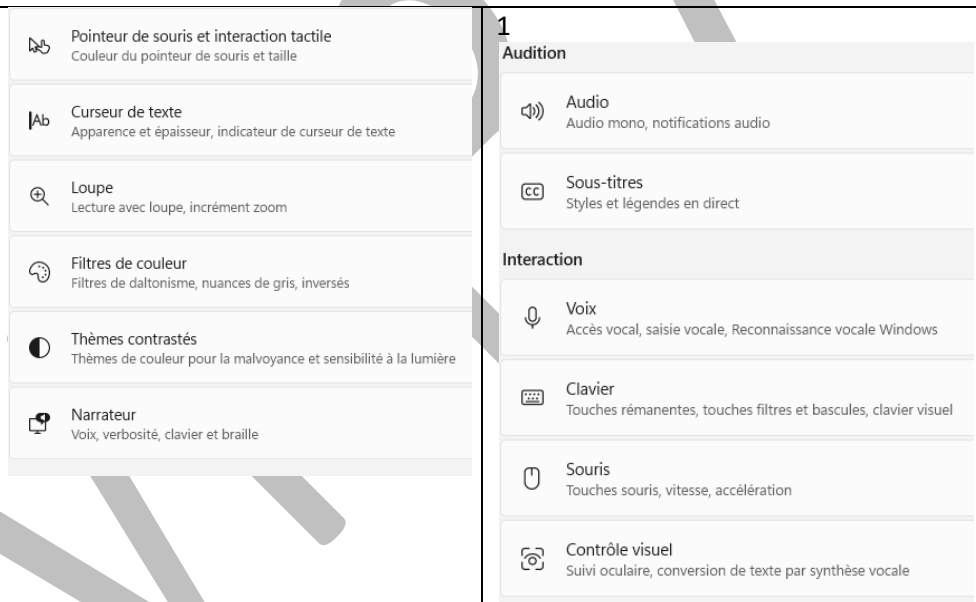 Pointeur de souris et interaction tactile
Couleur du pointeur de souris et taille
Ab
Curseur de texte
Apparence et épaisseur, indicateur de curseur de texte
Loupe
Lecture avec loupe, incrément zoom
Filtres de couleur
Filtres de daltonisme, nuances de gris, inversés
Thèmes contrastés
Thèmes de couleur pour la malvoyance et sensibilité à la lumière
Narrateur
Voix, verbosité, clavier et braille
1
Audition
Audio
Audio mono, notifications audio
CC
Sous-titres
Styles et légendes en direct
Interaction
Voix
Accès vocal, saisie vocale, Reconnaissance vocale Windows
Clavier
Touches rémanentes, touches filtres et bascules, clavier visuel
Souris
Touches souris, vitesse, accélération
Contrôle visuel
Suivi oculaire, conversion de texte par synthèse vocale